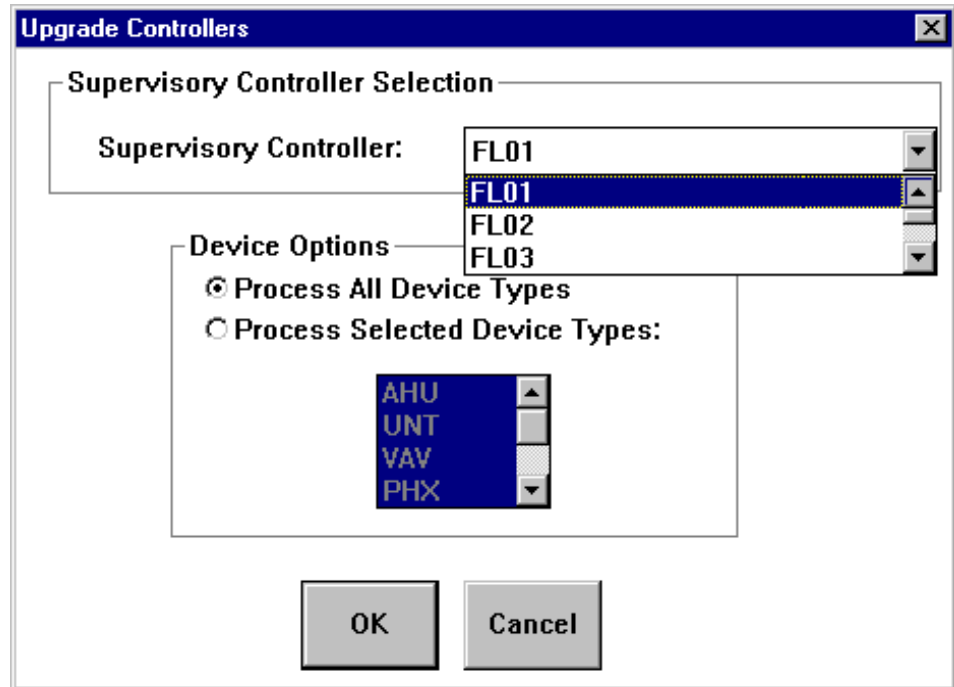 Upgrade Controllers
Supervisory Controller Selection
Supervisory Controller: FL01
FL01
FL02
FL03
Device Options
Process All Device Types
Process Selected Device Types:
AHU
UNT
VAV
PHX
OK Cancel